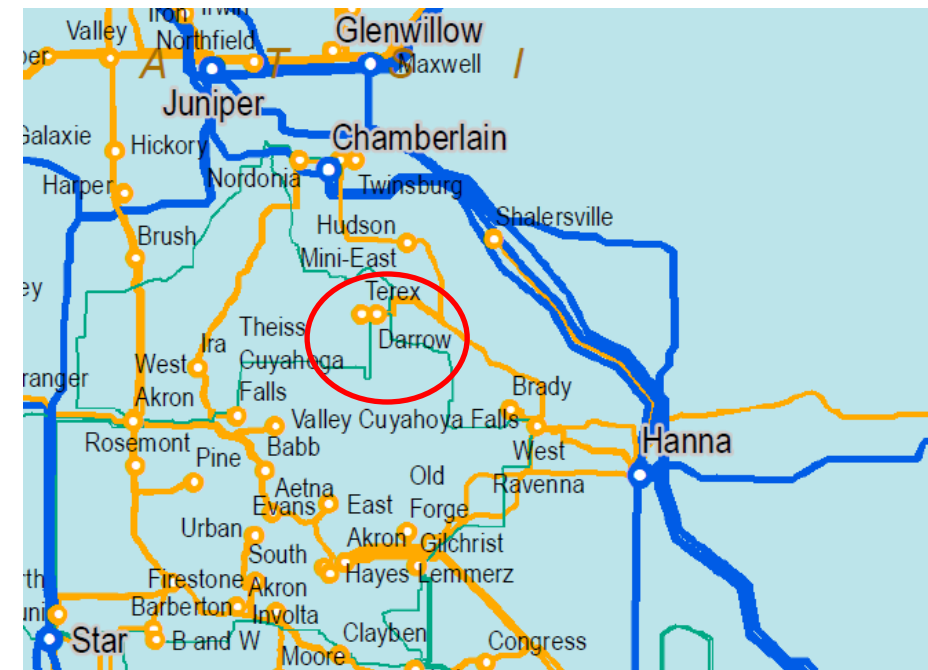 Iron Irwin
Valley
Northfield
Glenwillow
A T S I
Maxwell
Juniper
Galaxie
Hickory
Chamberlain
Harper
Nordonia
Twinsburg
Shalersville
Hudson
Brush
Mini-East
Terex
Theiss
Ira
Darrow
West
Akron
Cuyahoga
Falls
Brady
Valley Cuyahoya Falls
Rosemont
Babb
West
Ravenna
Hanna
Pine
Old
Forge
Aetna
Evans
East
Akron
Urban
Gilchrist
South
Akron
Hayes Lemmerz
Firestone
Barberton
Involta
Star
B and W
Clayben
Moore
Congress